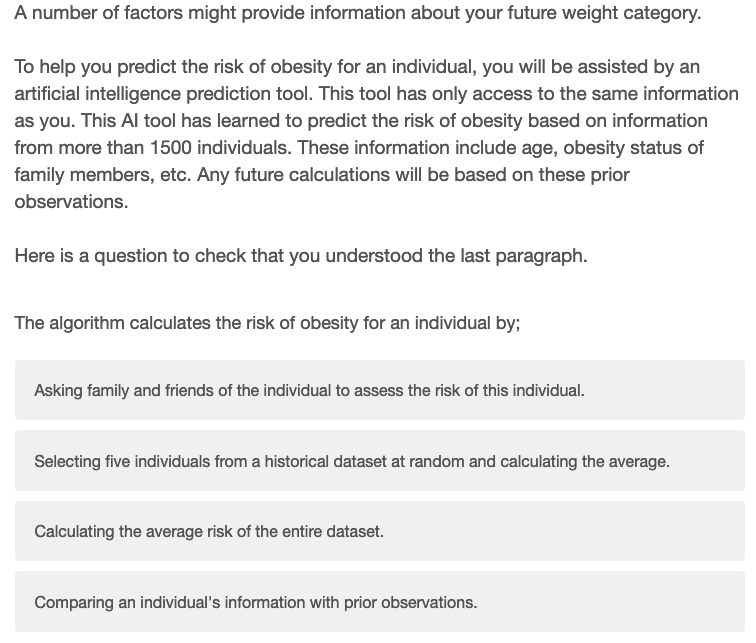 A number of factors might provide information about your future weight category.
To help you predict the risk of obesity for an individual, you will be assisted by an
artificial intelligence prediction tool. This tool has only access to the same information
as you. This AI tool has learned to predict the risk of obesity based on information
from more than 1500 individuals. These information include age, obesity status of
family members, etc. Any future calculations will be based on these prior
observations.
Here is a question to check that you understood the last paragraph.
The algorithm calculates the risk of obesity for an individual by;
Asking family and friends of the individual to assess the risk of this individual.
Selecting five individuals from a historical dataset at random and calculating the average.
Calculating the average risk of the entire dataset.
Comparing an individual's information with prior observations.